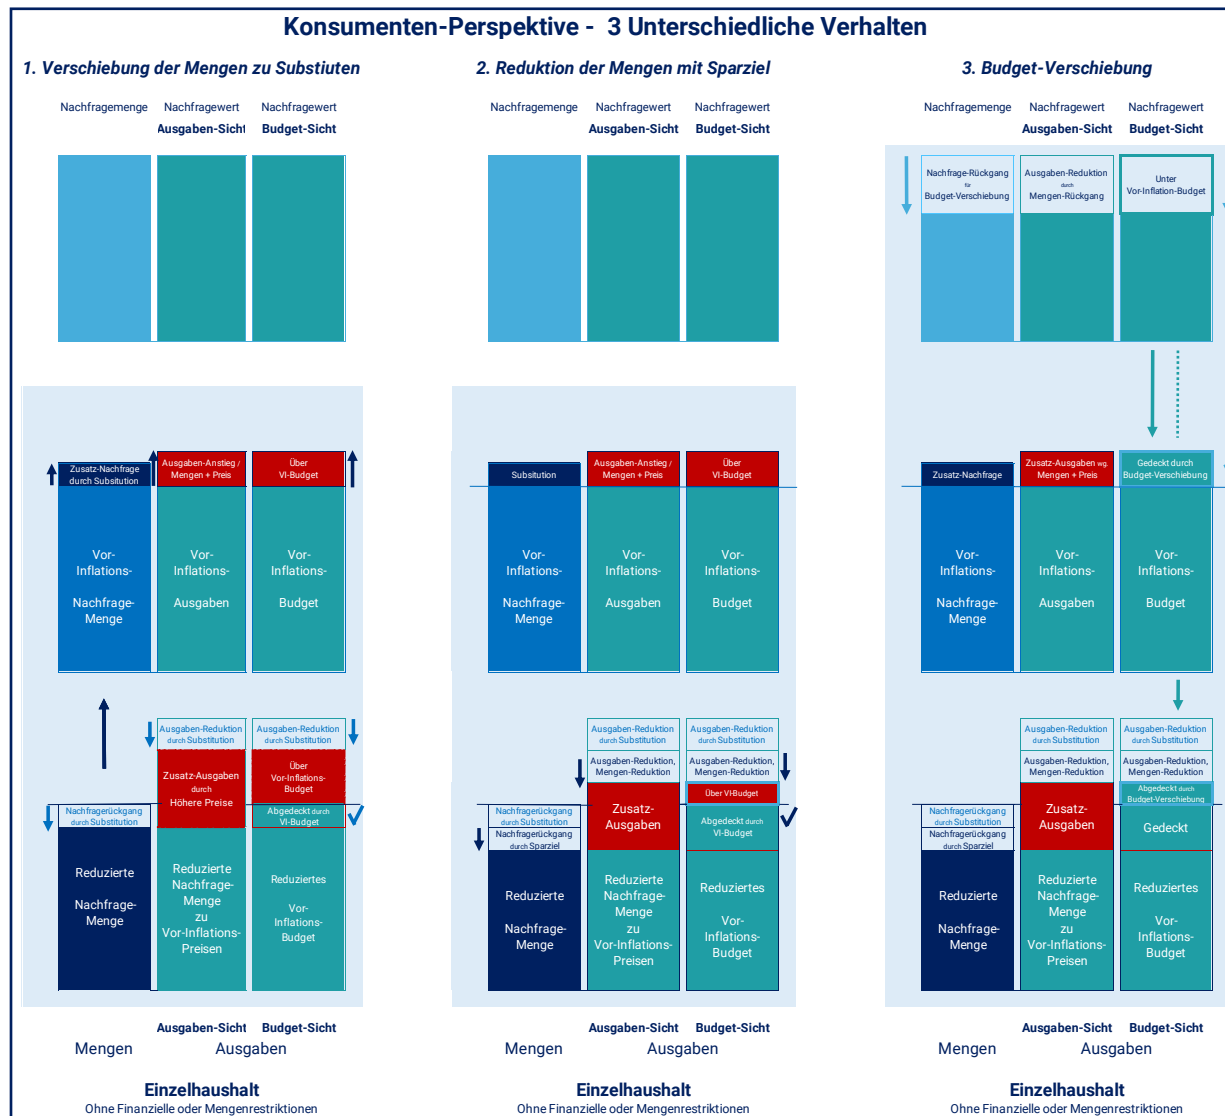 Konsumenten-Perspektive - 3 Unterschiedliche Verhalten
1. Verschiebung der Mengen zu Substiuten
Nachfragemenge
Nachfragewert
Nachfragewert
Ausgaben-Sicht
Budget-Sicht
Zusatz-Nachfrage
durch Subsitution
Ausgaben-Anstieg /
Mengen + Preis
Über
VI-Budget
Vor-
Inflations-
Nachfrage-
Menge
Vor-
Inflations-
Ausgaben
Vor-
Inflations-
Budget
Ausgaben-Reduktion
durch Substitution
Ausgaben-Reduktion
durch Substitution
Zusatz-Ausgaben
durch
Höhere Preise
Über
Vor-Inflations-
Budget
Nachfragerückgang
durch Substitution
Abgedeckt durch
VI-Budget
Reduzierte
Nachfrage-
Menge
Reduzierte
Nachfrage-
Menge
zu
Vor-Inflations-
Preisen
Reduziertes
Vor-
Inflations-
Budget
Ausgaben-Sicht
Budget-Sicht
Mengen
Ausgaben
Einzelhaushalt
Ohne Finanzielle oder Mengenrestriktionen
2. Reduktion der Mengen mit Sparziel
Nachfragemenge
Nachfragewert
Nachfragewert
Ausgaben-Sicht
Budget-Sicht
Subsitution
Ausgaben-Anstieg /
Mengen + Preis
Über
VI-Budget
Vor-
Inflations-
Nachfrage-
Menge
Vor-
Inflations-
Ausgaben
Vor-
Inflations-
Budget
Ausgaben-Reduktion
durch Substitution
Ausgaben-Reduktion
durch Substitution
Ausgaben-Reduktion,
Mengen-Reduktion
Ausgaben-Reduktion,
Mengen-Reduktion
Zusatz-
Ausgaben
Über VI-Budget
Nachfragerückgang
durch Substitution
Nachfragerückgang
durch Sparziel
Abgedeckt durch
VI-Budget
Reduzierte
Nachfrage-
Menge
Reduzierte
Nachfrage-
Menge
zu
Vor-Inflations-
Preisen
Reduziertes
Vor-
Inflations-
Budget
Ausgaben-Sicht
Budget-Sicht
Mengen
Ausgaben
Einzelhaushalt
Ohne Finanzielle oder Mengenrestriktionen
3. Budget-Verschiebung
Nachfragemenge
Nachfragewert
Nachfragewert
Ausgaben-Sicht
Budget-Sicht
Nachfrage-Rückgang
für
Budget-Verschiebung
Ausgaben-Reduktion
durch
Mengen-Rückgang
Unter
Vor-Inflation-Budget
Zusatz-Nachfrage
Zusatz-Ausgaben wg.
Mengen + Preis
Gedeckt durch
Budget-Verschiebung
Vor-
Inflations-
Nachfrage-
Menge
Vor-
Inflations-
Ausgaben
Vor-
Inflations-
Budget
Ausgaben-Reduktion
durch Substitution
Ausgaben-Reduktion
durch Substitution
Ausgaben-Reduktion,
Mengen-Reduktion
Ausgaben-Reduktion,
Mengen-Reduktion
Zusatz-
Ausgaben
Abgedeckt durch
Budget-Verschiebung
Nachfragerückgang
durch Substitution
Nachfragerückgang
durch Sparziel
Gedeckt
Reduzierte
Nachfrage-
Menge
Reduzierte
Nachfrage-
Menge
zu
Vor-Inflations-
Preisen
Reduziertes
Vor-
Inflations-
Budget
Ausgaben-Sicht
Budget-Sicht
Mengen
Ausgaben
Einzelhaushalt
Ohne Finanzielle oder Mengenrestriktionen